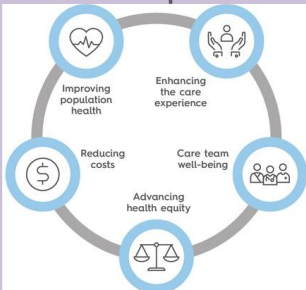 Improving
population
health
Enhancing
the care
experience
Reducing
costs
Care team
well-being
Advancing
health equity
$